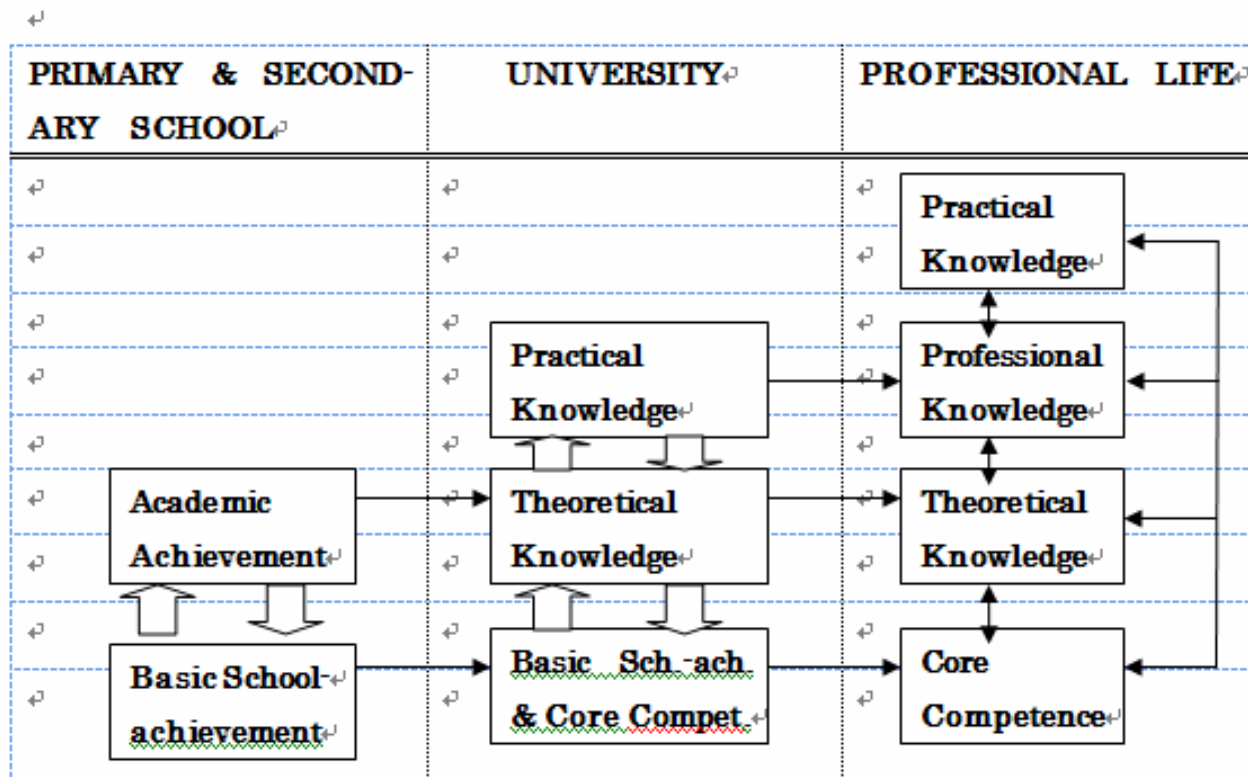 PRIMARY & SECOND-
ARY SCHOOL
UNIVERSITY
PROFESSIONAL LIFE
Practical
Knowledge
Practical
Knowledge
Professional
Knowledge
Academic
Achievement
Theoretical
Knowledge
Theoretical
Knowledge
Basic School-
achievement
Basic Sch.-ach.
& Core Compet.
Core
Competence